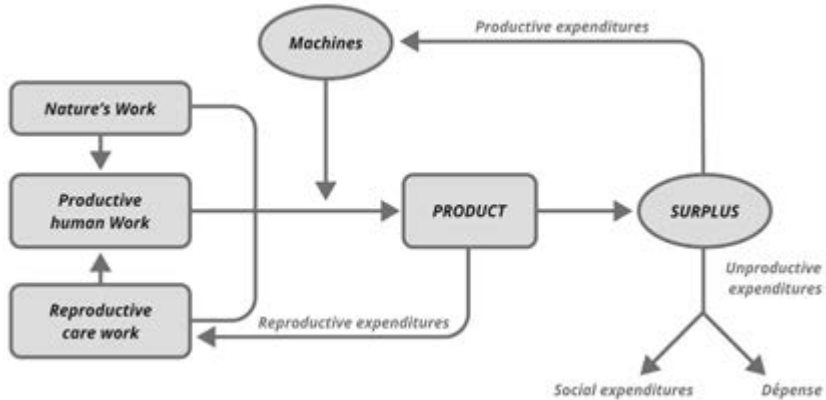 Productive expenditures
Machines
Nature's Work
Productive
human Work
PRODUCT
SURPLUS
Unproductive
expenditures
Reproductive
care work
Reproductive expenditures
Social expenditures
Dépense